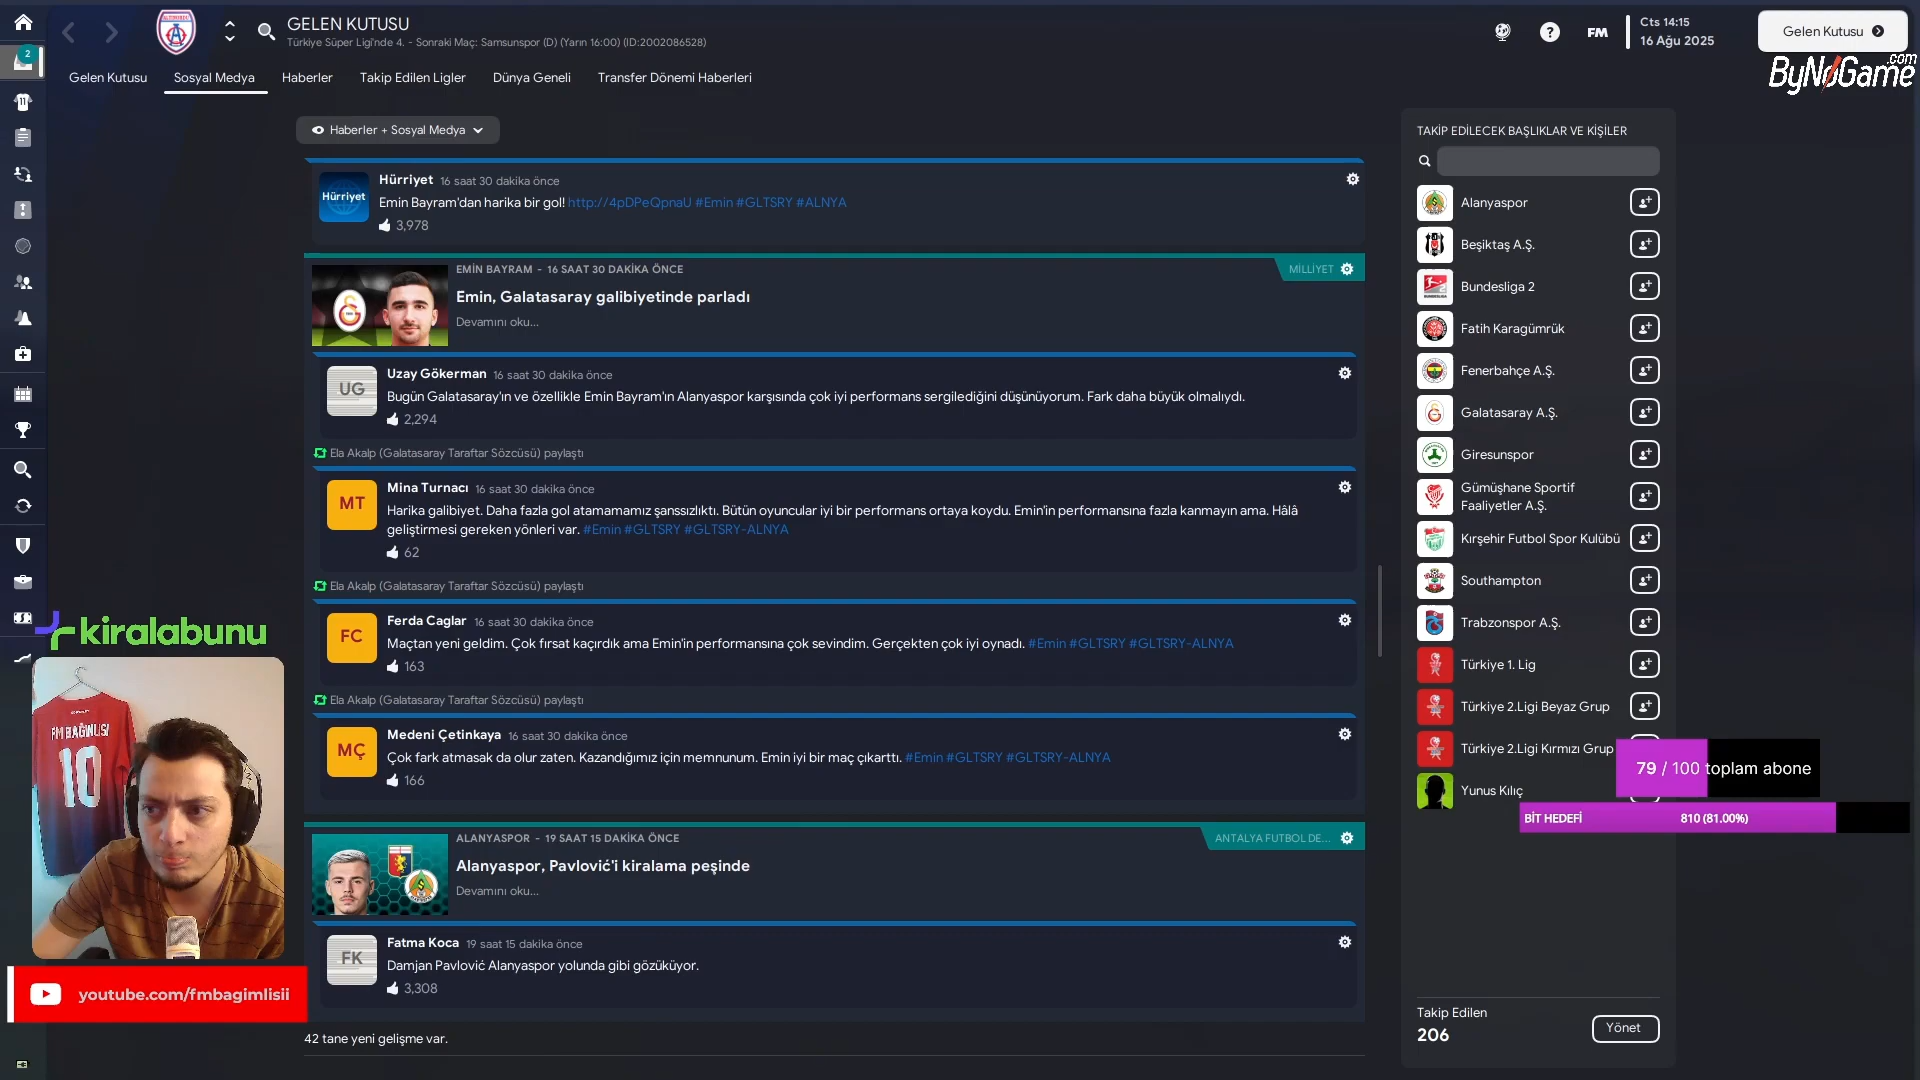 2
GELEN KUTUSU
Türkiye Süper Ligi'nde 4. - Sonraki Maç: Samsunspor (D) (Yarın 16:00) (ID:2002086528)
FM
Cts 14:15
16 Ağu 2025
Gelen Kutusu
ByNoGame.com
Gelen Kutusu Sosyal Medya Haberler Takip Edilen Ligler Dünya Geneli Transfer Dönemi Haberleri
Haberler + Sosyal Medya
Hürriyet
Hürriyet 16 saat 30 dakika önce
Emin Bayram'dan harika bir gol! http://4pDPeQpnaU #Emin #GLTSRY #ALNYA
3,978
EMİN BAYRAM - 16 SAAT 30 DAKİKA ÖNCE
MİLLİYET
Emin, Galatasaray galibiyetinde parladı
Devamını oku...
UG
Uzay Gökerman 16 saat 30 dakika önce
Bugün Galatasaray'ın ve özellikle Emin Bayram'ın Alanyaspor karşısında çok iyi performans sergilediğini düşünüyorum. Fark daha büyük olmalıydı.
2,294
Ela Akalp (Galatasaray Taraftar Sözcüsü) paylaştı
MT
Mina Turnacı 16 saat 30 dakika önce
Harika galibiyet. Daha fazla gol atamamamız şanssızlıktı. Bütün oyuncular iyi bir performans ortaya koydu. Emin'in performansına fazla kanmayın ama. Hâlâ
geliştirmesi gereken yönleri var. #Emin #GLTSRY #GLTSRY-ALNYA
62
Ela Akalp (Galatasaray Taraftar Sözcüsü) paylaştı
FC
Ferda Caglar 16 saat 30 dakika önce
Maçtan yeni geldim. Çok fırsat kaçırdık ama Emin'in performansına çok sevindim. Gerçekten çok iyi oynadı. #Emin #GLTSRY #GLTSRY-ALNYA
163
Ela Akalp (Galatasaray Taraftar Sözcüsü) paylaştı
MÇ
Medeni Çetinkaya 16 saat 30 dakika önce
Çok fark atmasak da olur zaten. Kazandığımız için memnunum. Emin iyi bir maç çıkarttı. #Emin #GLTSRY #GLTSRY-ALNYA
166
ALANYASPOR - 19 SAAT 15 DAKİKA ÖNCE
ANTALYA FUTBOL DE...
Alanyaspor, Pavlović'i kiralama peşinde
Devamını oku...
FK
Fatma Koca 19 saat 15 dakika önce
Damjan Pavlović Alanyaspor yolunda gibi gözüküyor.
3,308
42 tane yeni gelişme var.
TAKİP EDİLECEK BAŞLIKLAR VE KİŞİLER
Alanyaspor
Beşiktaş A.Ş.
Bundesliga 2
Fatih Karagümrük
Fenerbahçe A.Ş.
Galatasaray A.Ş.
Giresunspor
Gümüşhane Sportif
Faaliyetler A.Ş.
Kırşehir Futbol Spor Kulübü
Southampton
Trabzonspor A.Ş.
Türkiye 1. Lig
Türkiye 2.Ligi Beyaz Grup
Türkiye 2.Ligi Kırmızı Grup
Yunus Kılıç
79 / 100 toplam abone
BİT HEDEFİ 810 (81.00%)
Takip Edilen
206
Yönet
kiralabunu
FM BAĞIMLISI
10
youtube.com/fmbagimlisii